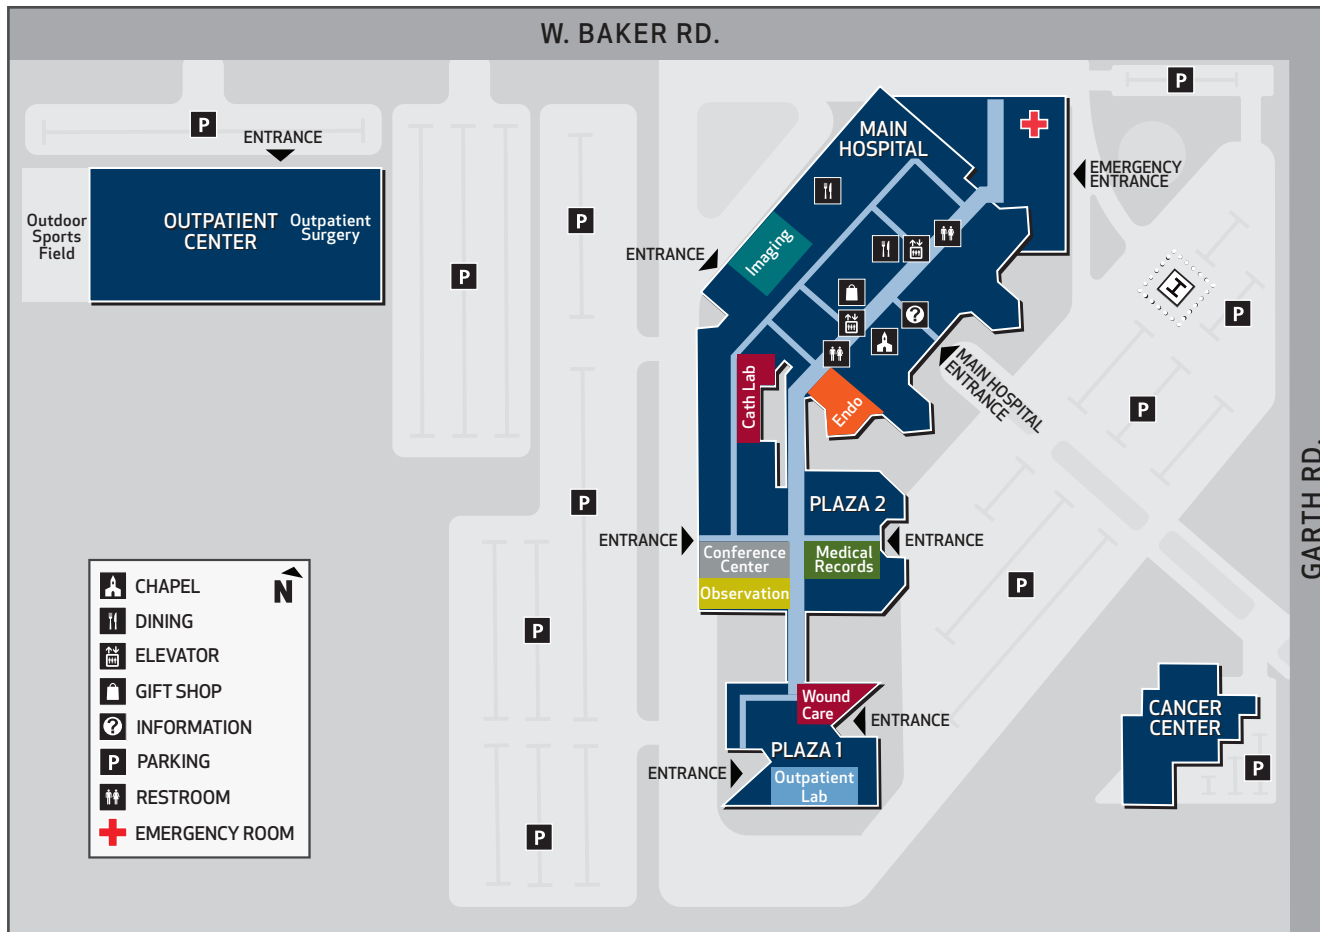 W. BAKER RD.
P
P
ENTRANCE
MAIN
HOSPITAL
EMERGENCY
ENTRANCE
Outdoor
Sports
Field
OUTPATIENT
CENTER
Outpatient
Surgery
P
P
ENTRANCE
Imaging
H
P
?
MAIN HOSPITAL
ENTRANCE
Cath Lab
Endo
P
GARTH RD.
P
PLAZA 2
ENTRANCE
ENTRANCE
Conference
Center
Medical
Records
Observation
P
P
N
CHAPEL
DINING
ELEVATOR
GIFT SHOP
? INFORMATION
P PARKING
RESTROOM
EMERGENCY ROOM
Wound
Care
ENTRANCE
PLAZA 1
ENTRANCE
Outpatient
Lab
CANCER
CENTER
P
P